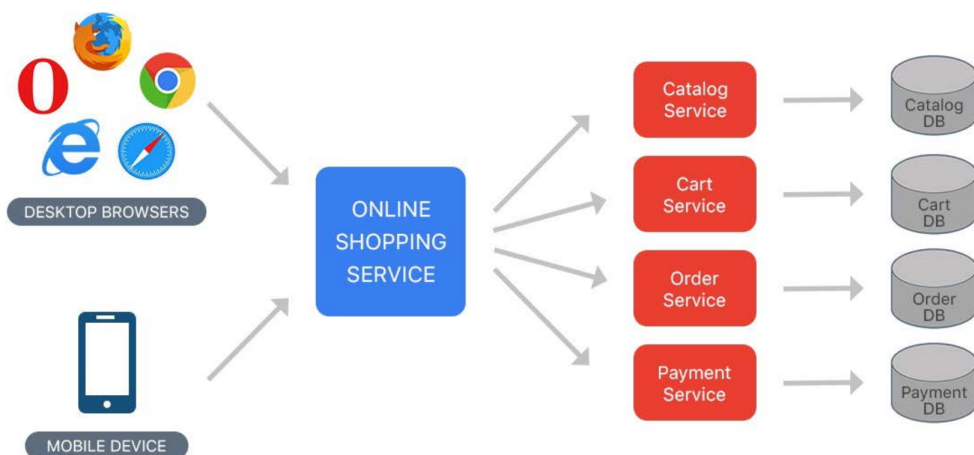 DESKTOP BROWSERS
MOBILE DEVICE
ONLINE
SHOPPING
SERVICE
Catalog
Service
Cart
Service
Order
Service
Payment
Service
Catalog
DB
Cart
DB
Order
DB
Payment
DB